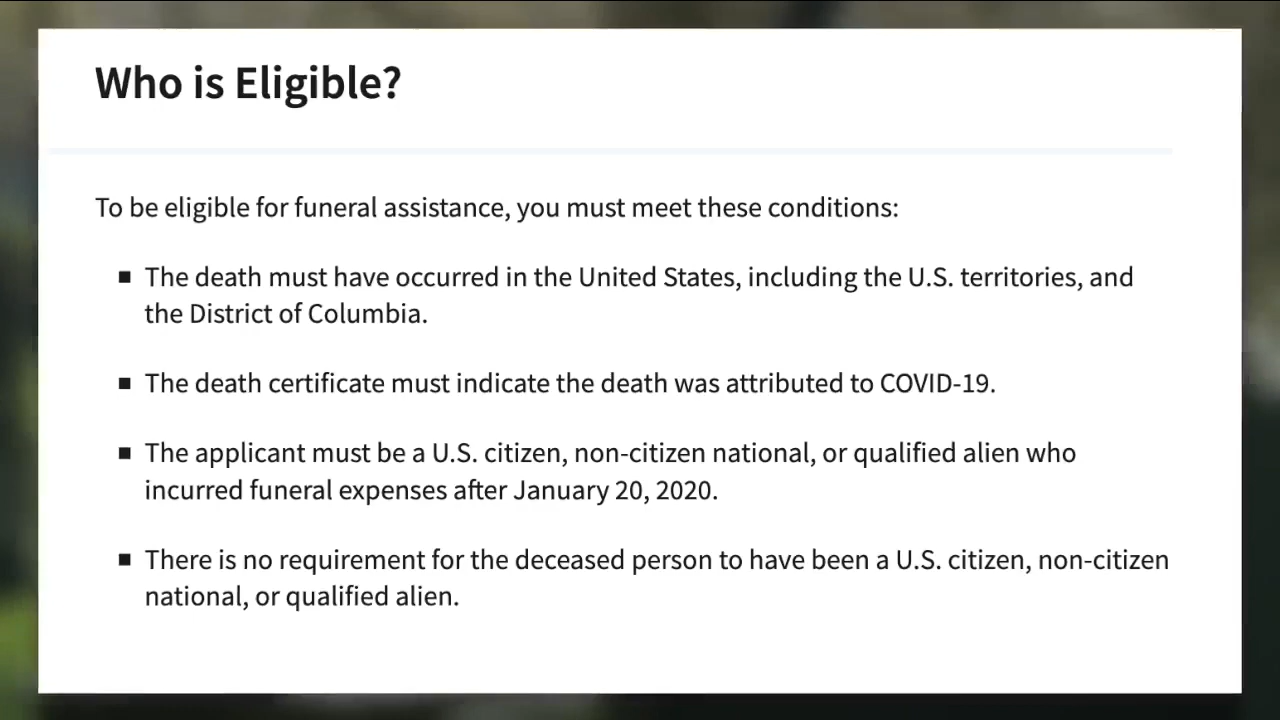 Who is Eligible?
To be eligible for funeral assistance, you must meet these conditions:
▪ The death must have occurred in the United States, including the U.S. territories, and
the District of Columbia.
▪ The death certificate must indicate the death was attributed to COVID-19.
▪ The applicant must be a U.S. citizen, non-citizen national, or qualified alien who
incurred funeral expenses after January 20, 2020.
▪ There is no requirement for the deceased person to have been a U.S. citizen, non-citizen
national, or qualified alien.